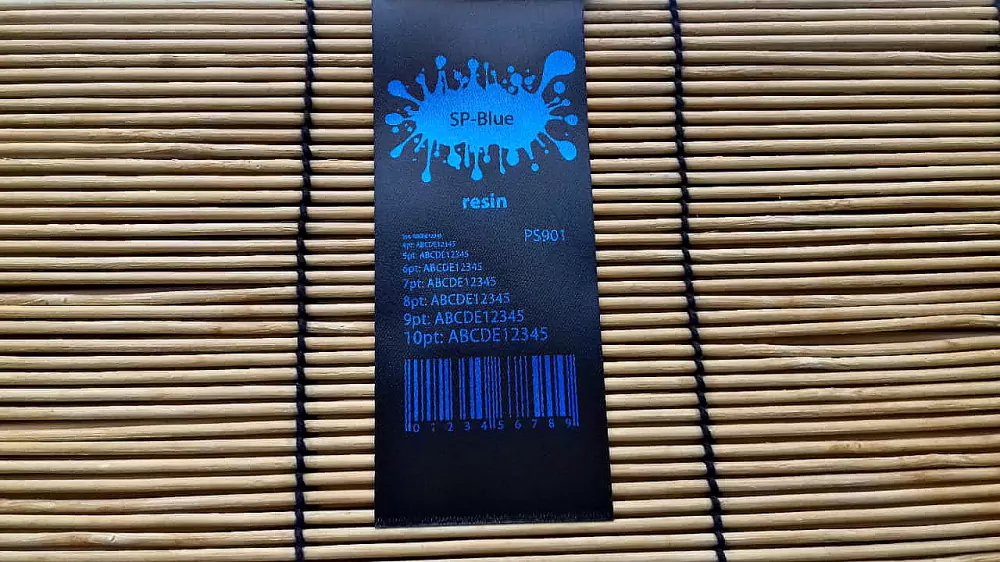 SP-Blue
resin
PS901
4pt: ABCDE12345
5pt: ABCDE12345
6pt: ABCDE12345
7pt: ABCDE12345
8pt: ABCDE12345
9pt: ABCDE12345
10pt: ABCDE12345
0 1 2 3 4 5 6 7 8 9